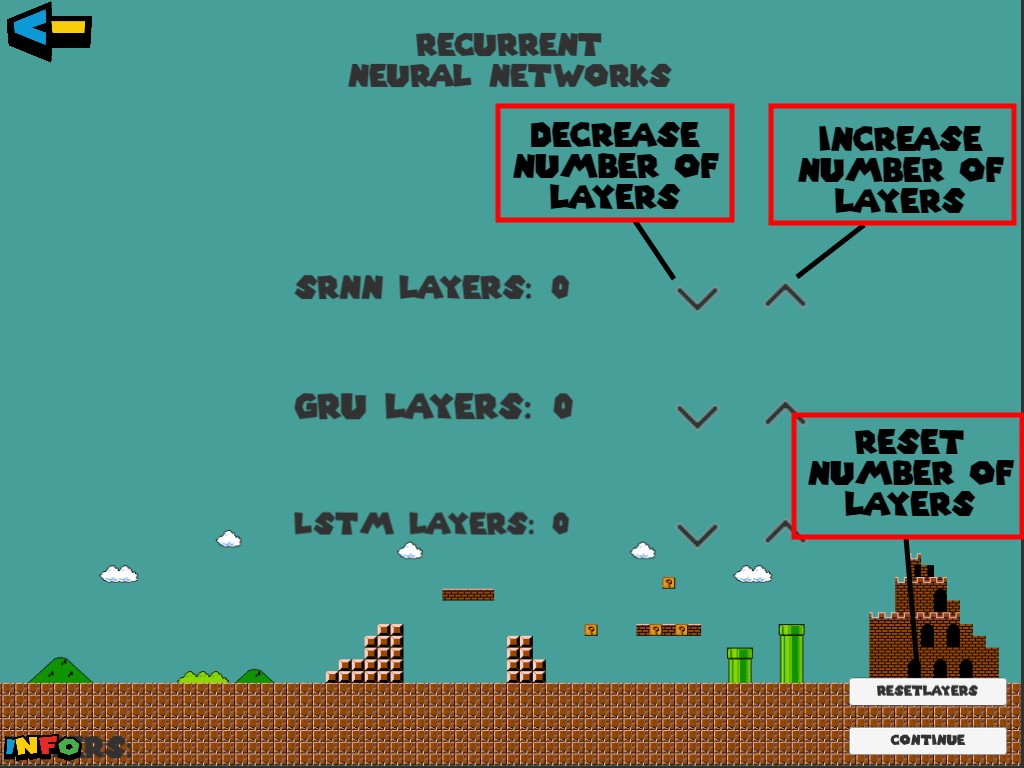 RECURRENT
NEURAL NETWORKS
DECREASE
NUMBER OF
LAYERS
INCREASE
NUMBER OF
LAYERS
SRNN LAYERS: 0
GRU LAYERS: 0
RESET
NUMBER OF
LAYERS
LSTM LAYERS: 0
?
?
? ?
RESETLAYERS
CONTINUE
INFO